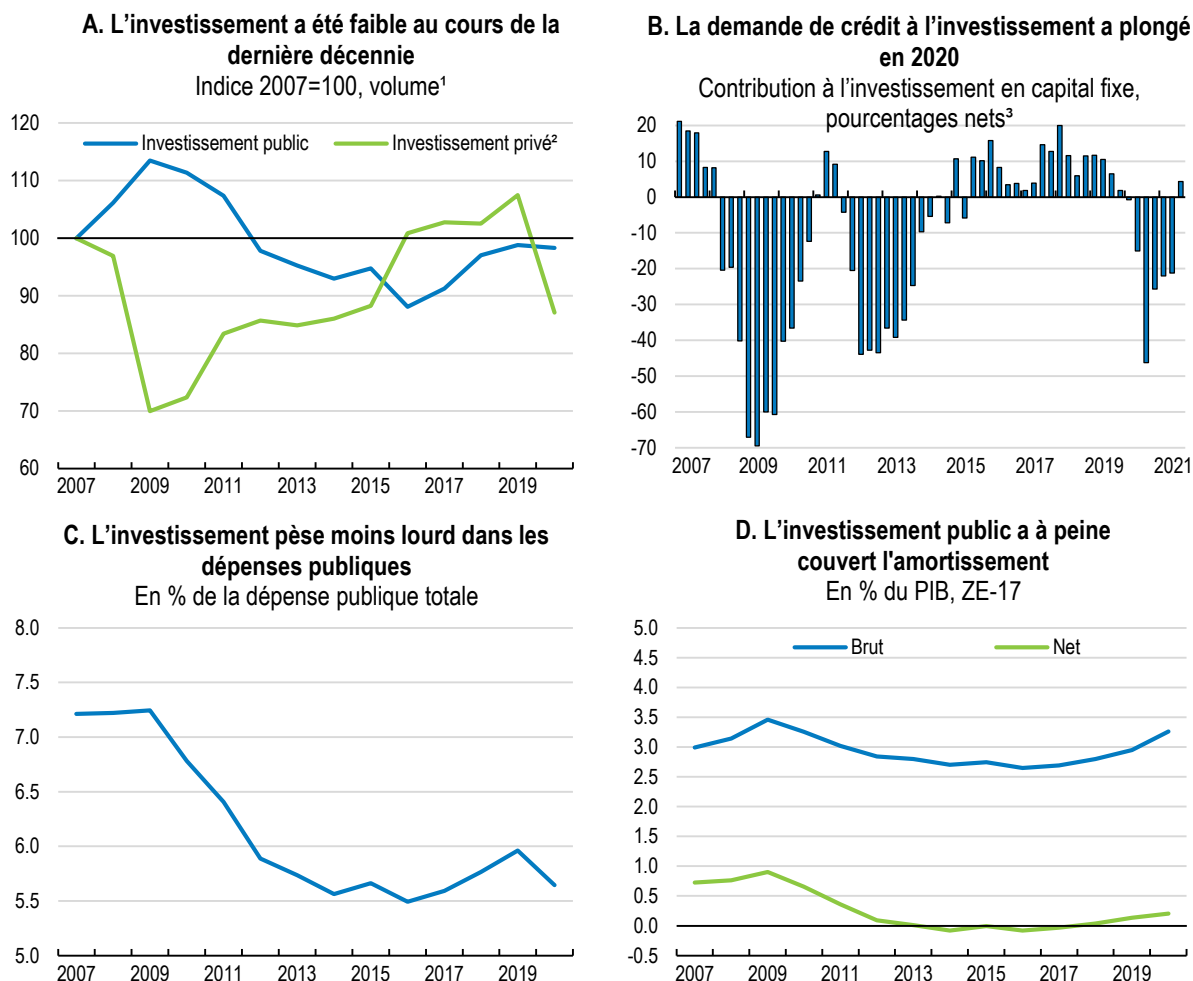 A. L’investissement a été faible au cours de la
dernière décennie
Indice 2007=100, volume¹
120
110
100
90
80
70
60
Investissement public
Investissement privé²
2007 2009 2011 2013 2015 2017 2019
B. La demande de crédit à l’investissement a plongé
en 2020
Contribution à l’investissement en capital fixe,
pourcentages nets³
20
10
0
-10
-20
-30
-40
-50
-60
-70
2007 2009 2011 2013 2015 2017 2019 2021
C. L’investissement pèse moins lourd dans les
dépenses publiques
En % de la dépense publique totale
8.0
7.5
7.0
6.5
6.0
5.5
5.0
2007 2009 2011 2013 2015 2017 2019
D. L’investissement public a à peine
couvert l'amortissement
En % du PIB, ZE-17
5.0
4.5
4.0
3.5
3.0
2.5
2.0
1.5
1.0
0.5
0.0
-0.5
Brut
Net
2007 2009 2011 2013 2015 2017 2019